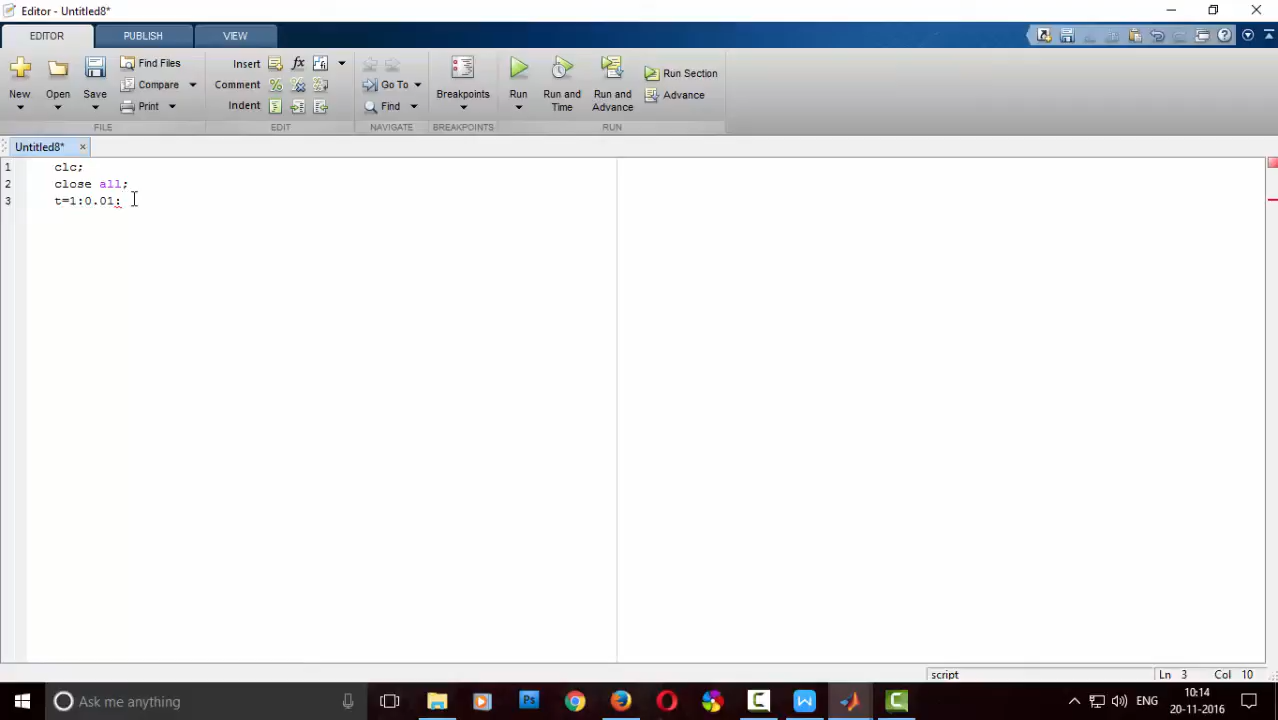 Editor - Untitled8*
EDITOR PUBLISH VIEW
New
Open
Save
Find Files
Compare
Print
FILE
Insert fx
Comment
Indent
EDIT
Go To
Find
NAVIGATE
Breakpoints
BREAKPOINTS
Run
Run and Time
Run and Advance
Run Section
Advance
RUN
Untitled8*
1 clc;
2 close all;
3 t=1:0.01:
script Ln 3 Col 10
Ask me anything
ENG
10:14
20-11-2016